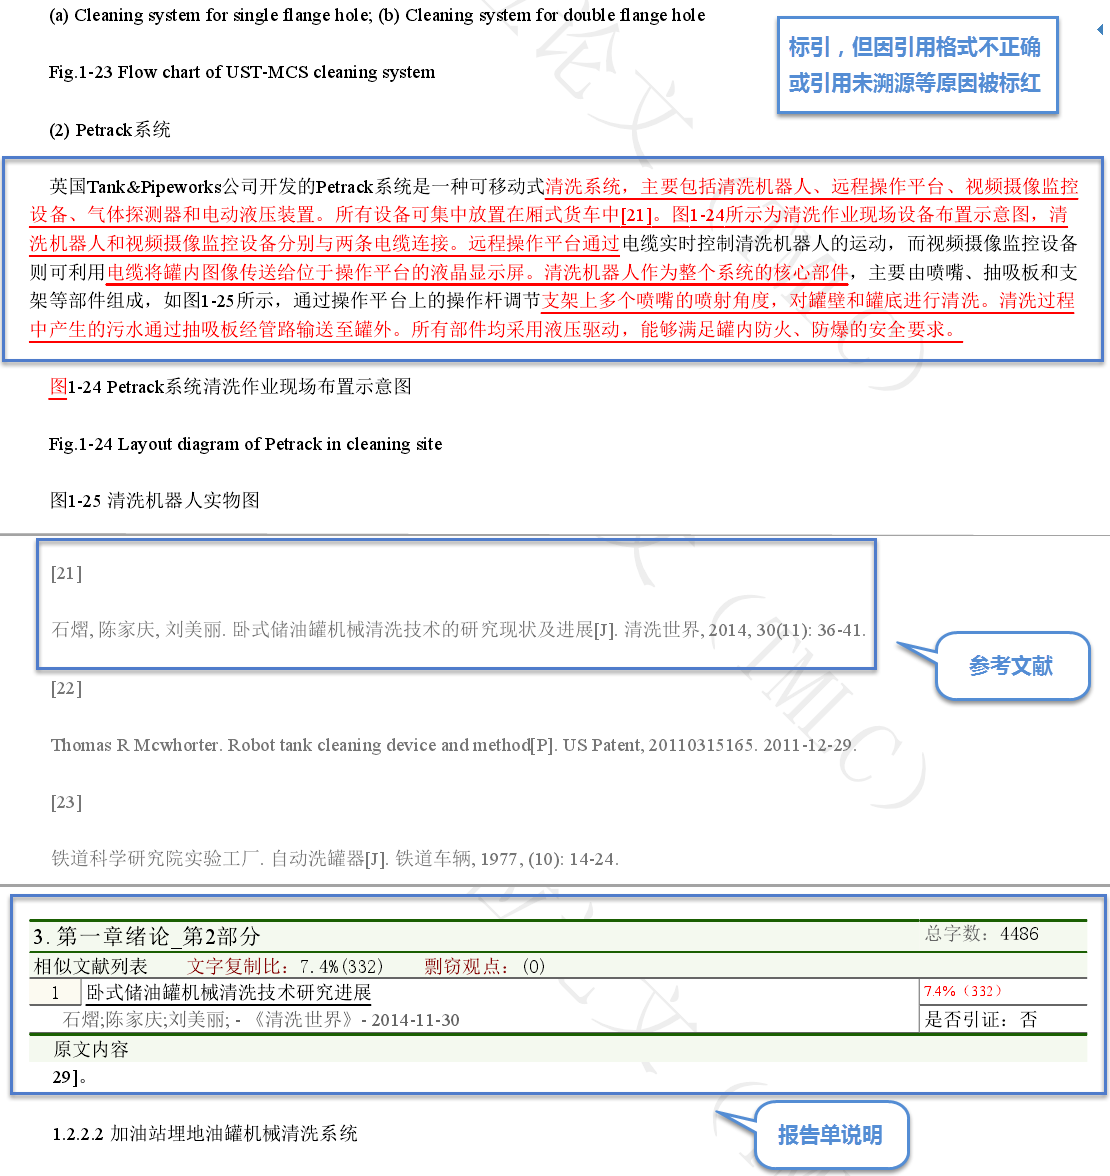 (a) Cleaning system for single flange hole; (b) Cleaning system for double flange hole
标引，但因引用格式不正确
或引用未溯源等原因被标红
Fig.1-23 Flow chart of UST-MCS cleaning system
(2) Petrack系统
英国Tank&Pipeworks公司开发的Petrack系统是一种可移动式清洗系统，主要包括清洗机器人、远程操作平台、视频摄像监控
设备、气体探测器和电动液压装置。所有设备可集中放置在厢式货车中[21]。图1-24所示为清洗作业现场设备布置示意图，清
洗机器人和视频摄像监控设备分别与两条电缆连接。远程操作平台通过电缆实时控制清洗机器人的运动，而视频摄像监控设备
则可利用电缆将罐内图像传送给位于操作平台的液晶显示屏。清洗机器人作为整个系统的核心部件，主要由喷嘴、抽吸板和支
架等部件组成，如图1-25所示，通过操作平台上的操作杆调节支架上多个喷嘴的喷射角度，对罐壁和罐底进行清洗。清洗过程
中产生的污水通过抽吸板经管路输送至罐外。所有部件均采用液压驱动，能够满足罐内防火、防爆的安全要求。
图1-24 Petrack系统清洗作业现场布置示意图
Fig.1-24 Layout diagram of Petrack in cleaning site
图1-25 清洗机器人实物图
[21]
石熠, 陈家庆, 刘美丽. 卧式储油罐机械清洗技术的研究现状及进展[J]. 清洗世界, 2014, 30(11): 36-41.
参考文献
[22]
Thomas R Mcwhorter. Robot tank cleaning device and method[P]. US Patent, 20110315165. 2011-12-29.
[23]
铁道科学研究院实验工厂. 自动洗罐器[J]. 铁道车辆, 1977, (10): 14-24.
3. 第一章绪论_第2部分 总字数：4486
相似文献列表 文字复制比：7.4%(332) 剽窃观点：(0)
1 卧式储油罐机械清洗技术研究进展 7.4%（332）
石熠;陈家庆;刘美丽; - 《清洗世界》- 2014-11-30 是否引证：否
原文内容
29]。
报告单说明
1.2.2.2 加油站埋地油罐机械清洗系统
论文
(TMLC)
(TMLC)
论文